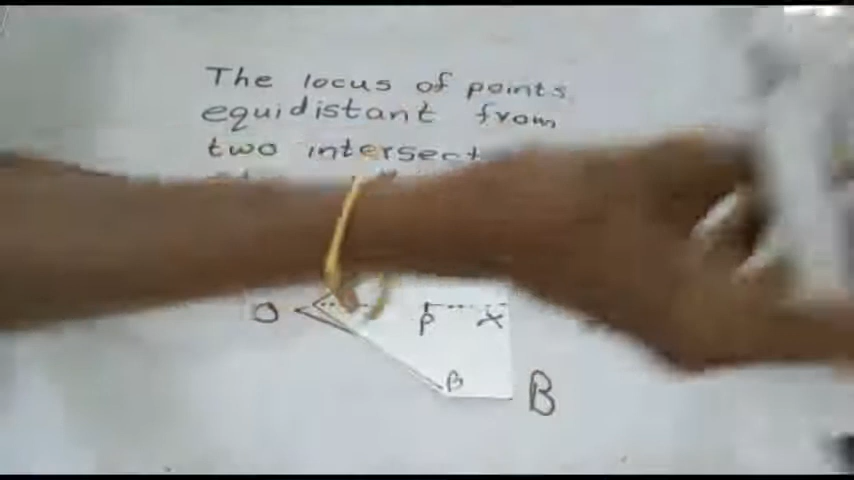 The locus of points
equidistant from
two intersect
O
P X
B
B